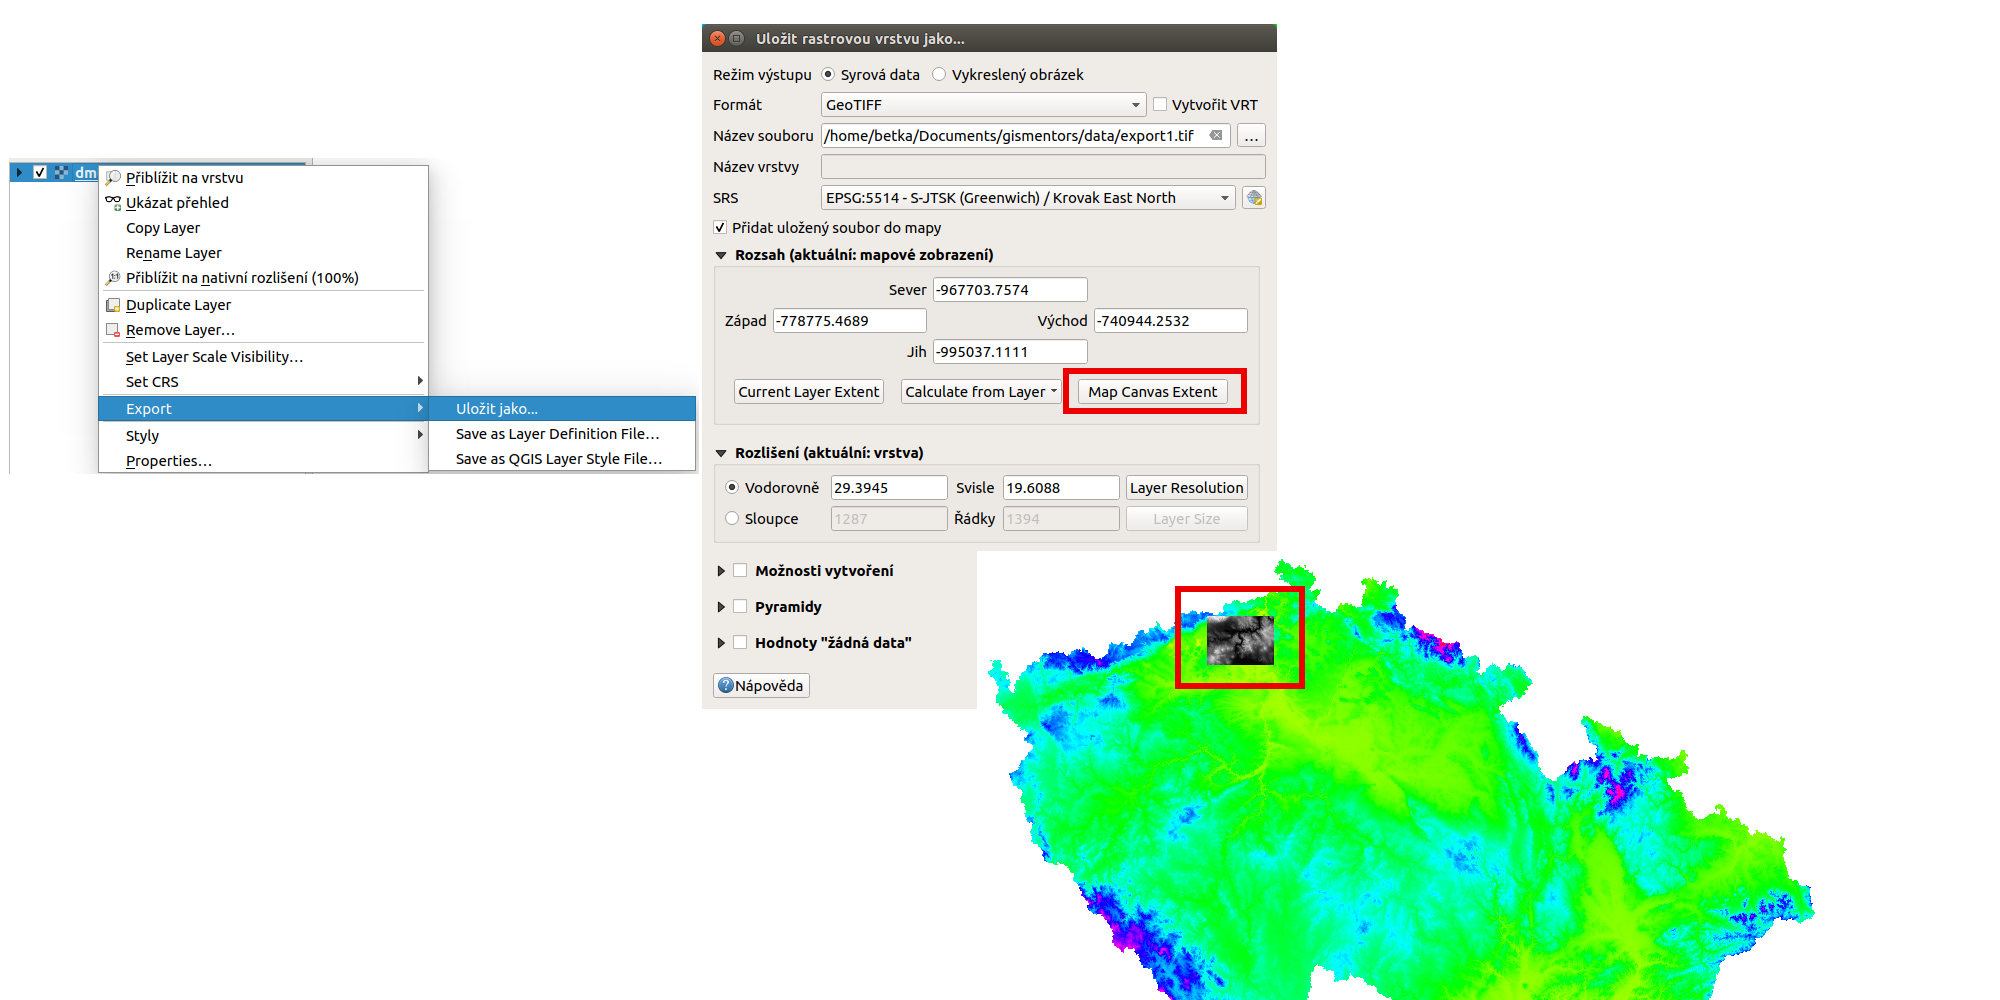 dm
Přiblížit na vrstvu
Ukázat přehled
Copy Layer
Rename Layer
Přiblížit na nativní rozlišení (100%)
Duplicate Layer
Remove Layer…
Set Layer Scale Visibility…
Set CRS
Export
Styly
Properties…
Uložit jako...
Save as Layer Definition File…
Save as QGIS Layer Style File…
Uložit rastrovou vrstvu jako...
Režim výstupu Syrová data Vykreslený obrázek
Formát GeoTIFF Vytvořit VRT
Název souboru /home/betka/Documents/gismentors/data/export1.tif …
Název vrstvy
SRS EPSG:5514 - S-JTSK (Greenwich) / Krovak East North
Přidat uložený soubor do mapy
Rozsah (aktuální: mapové zobrazení)
Sever -967703.7574
Západ -778775.4689 Východ -740944.2532
Jih -995037.1111
Current Layer Extent Calculate from Layer Map Canvas Extent
Rozlišení (aktuální: vrstva)
Vodorovně 29.3945 Svisle 19.6088 Layer Resolution
Sloupce 1287 Řádky 1394 Layer Size
Možnosti vytvoření
Pyramidy
Hodnoty "žádná data"
Nápověda